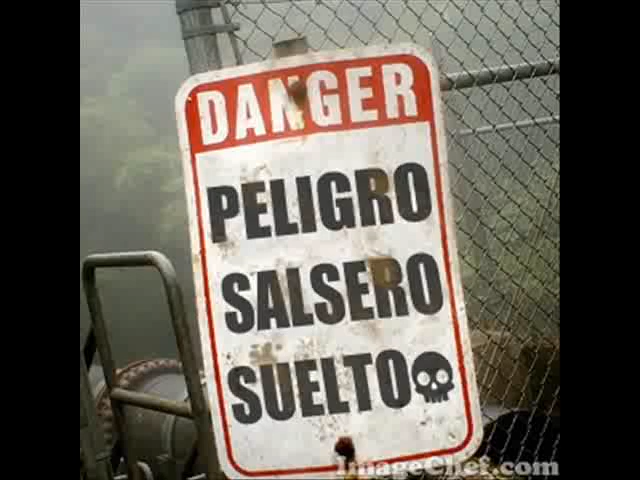 DANGER
PELIGRO
SALSERO
SUELTO
ImageChef.com